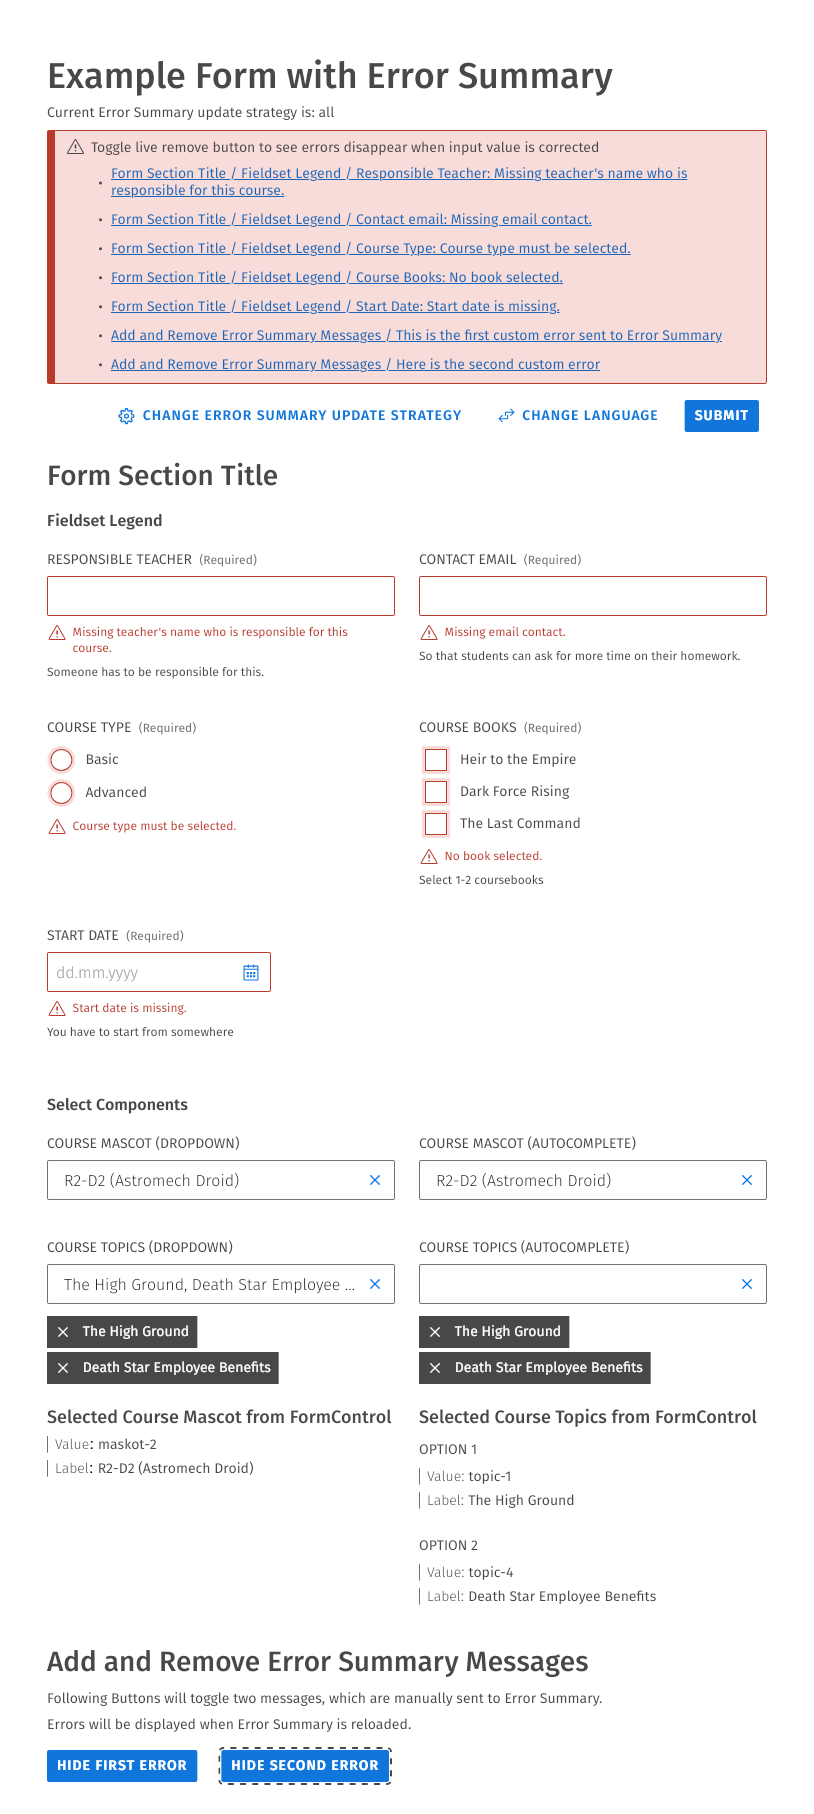 Example Form with Error Summary
Current Error Summary update strategy is: all
Toggle live remove button to see errors disappear when input value is corrected
• Form Section Title / Fieldset Legend / Responsible Teacher: Missing teacher's name who is
responsible for this course.
• Form Section Title / Fieldset Legend / Contact email: Missing email contact.
• Form Section Title / Fieldset Legend / Course Type: Course type must be selected.
• Form Section Title / Fieldset Legend / Course Books: No book selected.
• Form Section Title / Fieldset Legend / Start Date: Start date is missing.
• Add and Remove Error Summary Messages / This is the first custom error sent to Error Summary
• Add and Remove Error Summary Messages / Here is the second custom error
CHANGE ERROR SUMMARY UPDATE STRATEGY CHANGE LANGUAGE SUBMIT
Form Section Title
Fieldset Legend
RESPONSIBLE TEACHER (Required)
Missing teacher's name who is responsible for this
course.
Someone has to be responsible for this.
CONTACT EMAIL (Required)
Missing email contact.
So that students can ask for more time on their homework.
COURSE TYPE (Required)
Basic
Advanced
Course type must be selected.
COURSE BOOKS (Required)
Heir to the Empire
Dark Force Rising
The Last Command
No book selected.
Select 1-2 coursebooks
START DATE (Required)
dd.mm.yyyy
Start date is missing.
You have to start from somewhere
Select Components
COURSE MASCOT (DROPDOWN)
R2-D2 (Astromech Droid)
COURSE MASCOT (AUTOCOMPLETE)
R2-D2 (Astromech Droid)
COURSE TOPICS (DROPDOWN)
The High Ground, Death Star Employee ...
The High Ground
Death Star Employee Benefits
COURSE TOPICS (AUTOCOMPLETE)
The High Ground
Death Star Employee Benefits
Selected Course Mascot from FormControl
Value: maskot-2
Label: R2-D2 (Astromech Droid)
Selected Course Topics from FormControl
OPTION 1
Value: topic-1
Label: The High Ground
OPTION 2
Value: topic-4
Label: Death Star Employee Benefits
Add and Remove Error Summary Messages
Following Buttons will toggle two messages, which are manually sent to Error Summary.
Errors will be displayed when Error Summary is reloaded.
HIDE FIRST ERROR HIDE SECOND ERROR